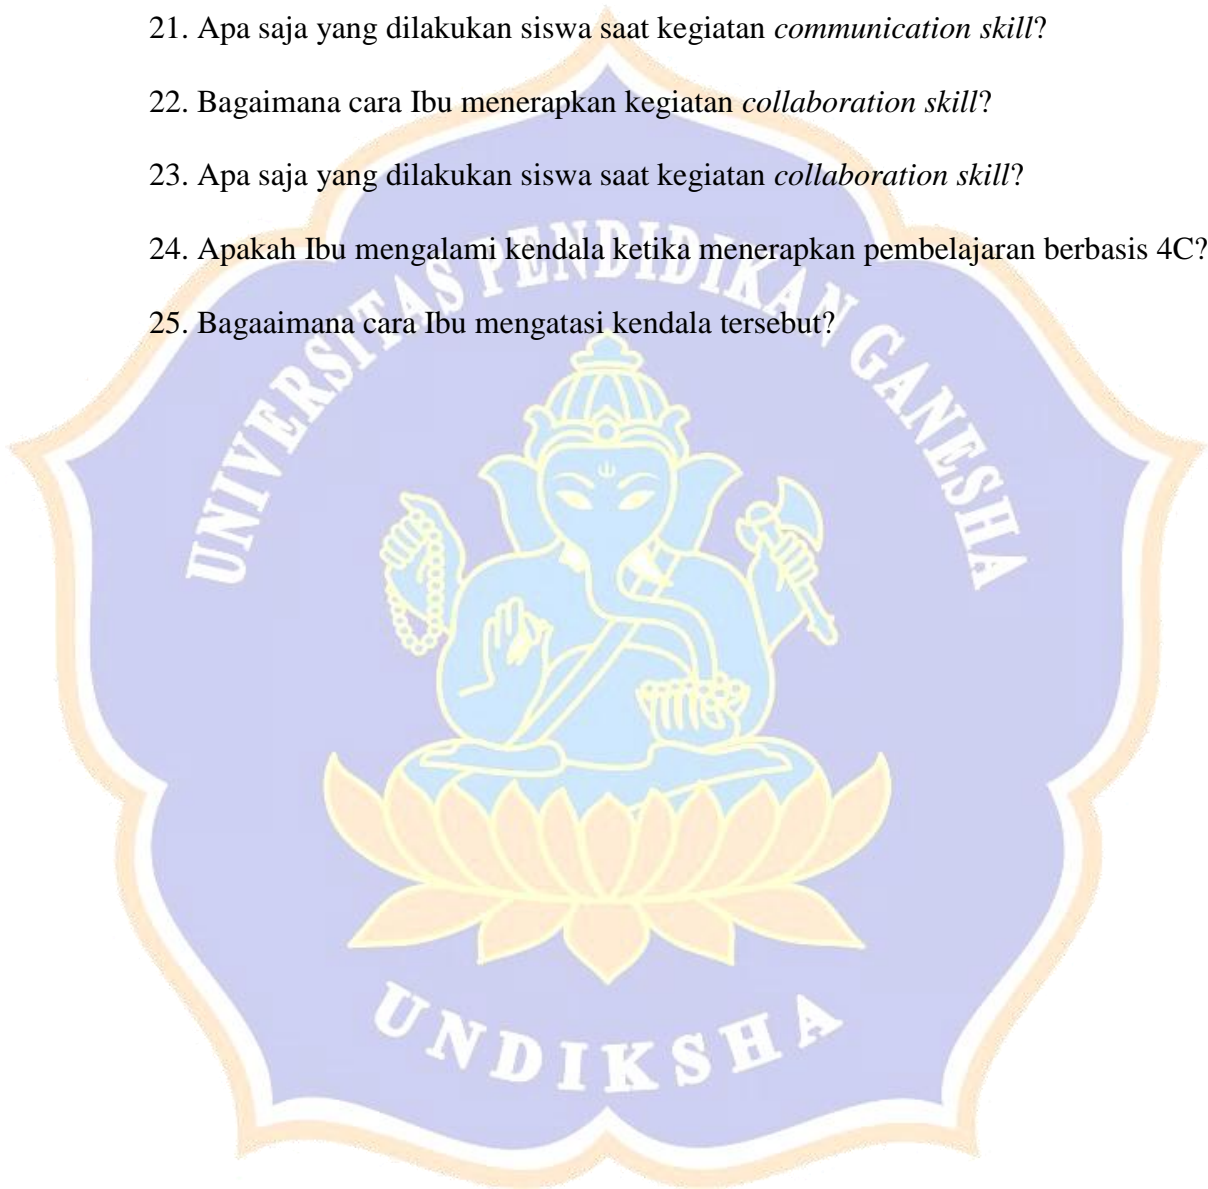 21. Apa saja yang dilakukan siswa saat kegiatan communication skill?
22. Bagaimana cara Ibu menerapkan kegiatan collaboration skill?
23. Apa saja yang dilakukan siswa saat kegiatan collaboration skill?
24. Apakah Ibu mengalami kendala ketika menerapkan pembelajaran berbasis 4C?
25. Bagaaimana cara Ibu mengatasi kendala tersebut?
UNIVERSITAS PENDIDIKAN GANESHA
UNDIKSHA